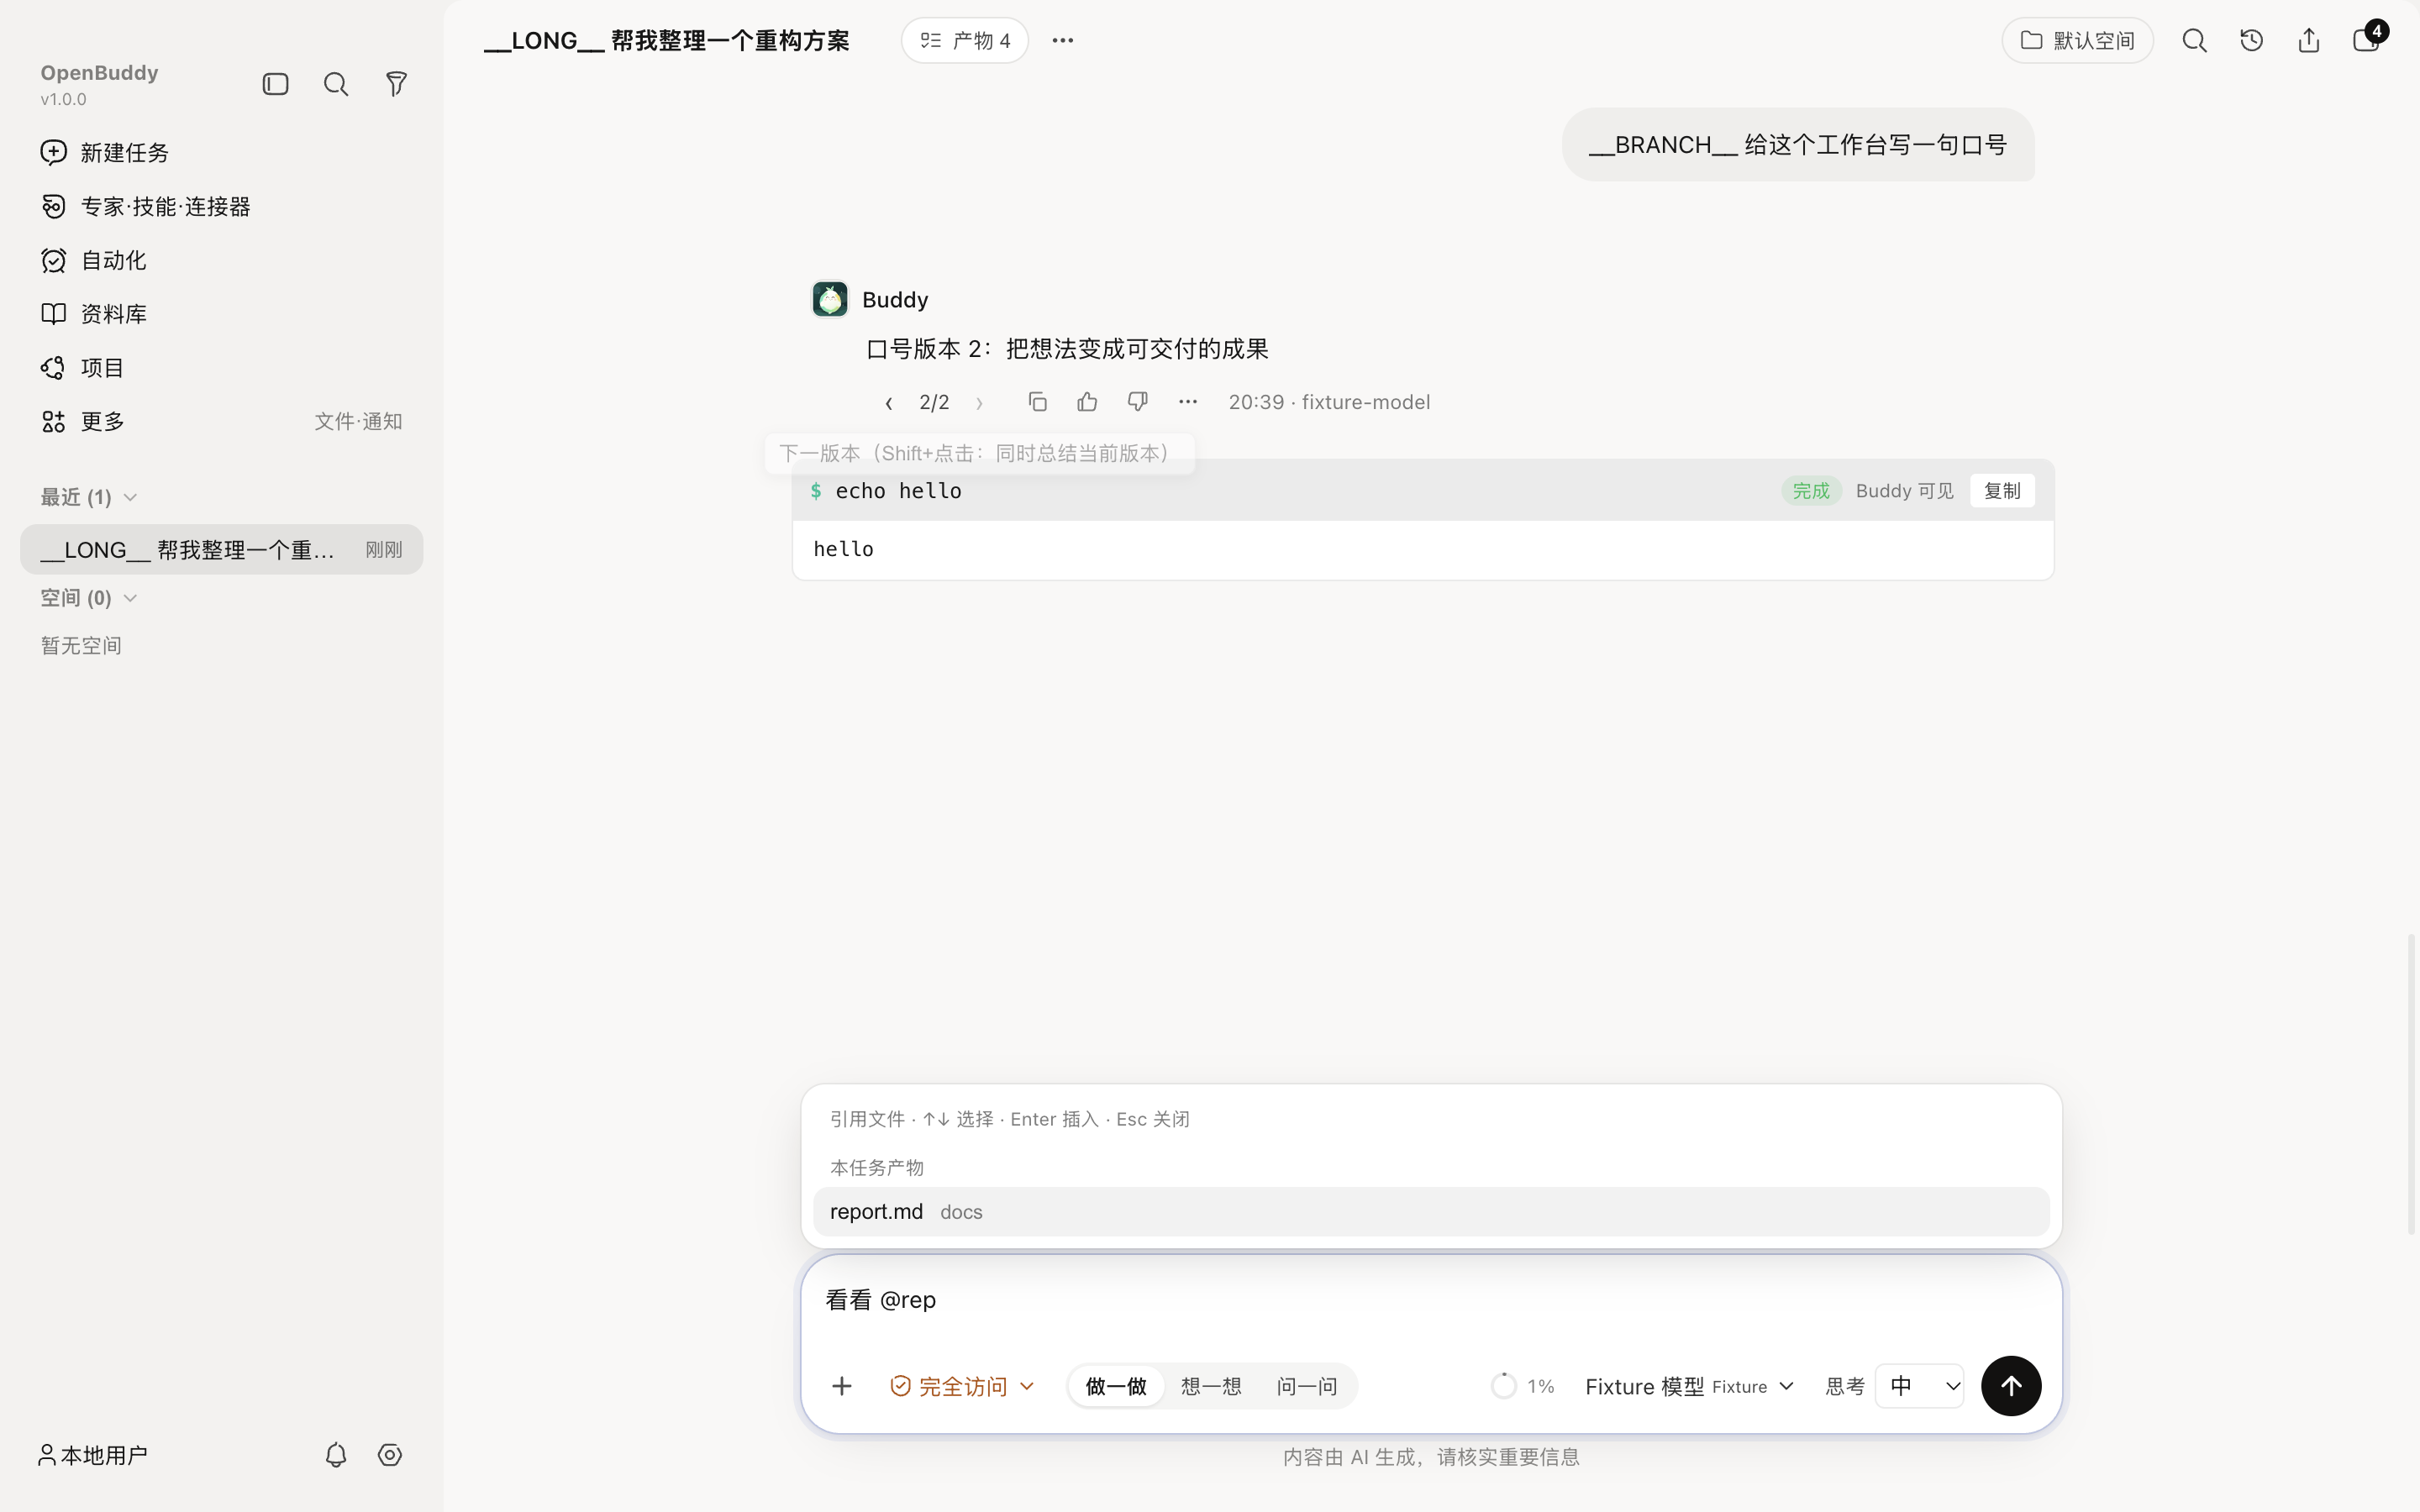 OpenBuddy
v1.0.0
新建任务
专家·技能·连接器
自动化
资料库
项目
更多 文件·通知
最近 (1)
__LONG__ 帮我整理一个重... 刚刚
空间 (0)
暂无空间
本地用户
__LONG__ 帮我整理一个重构方案 产物 4
默认空间 4
__BRANCH__ 给这个工作台写一句口号
Buddy
口号版本 2：把想法变成可交付的成果
2/2 20:39 · fixture-model
下一版本（Shift+点击：同时总结当前版本）
$ echo hello 完成 Buddy 可见 复制
hello
引用文件 · ↑↓ 选择 · Enter 插入 · Esc 关闭
本任务产物
report.md docs
看看 @rep
完全访问 做一做 想一想 问一问 1% Fixture 模型 Fixture 思考 中
内容由 AI 生成，请核实重要信息